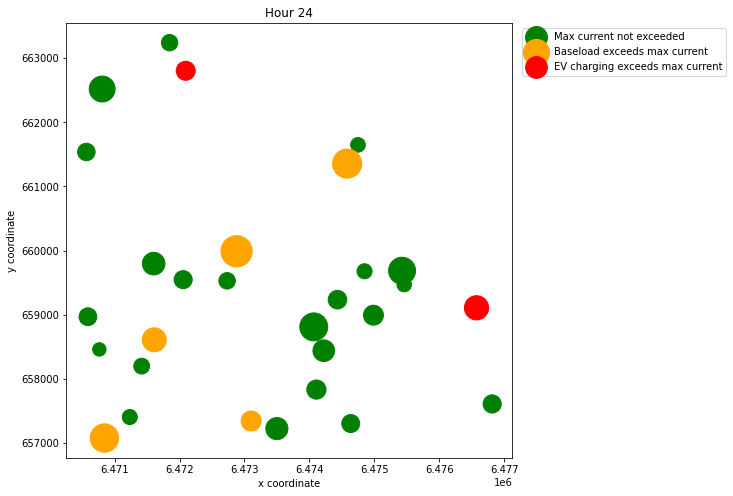 Hour 24
Max current not exceeded
Baseload exceeds max current
EV charging exceeds max current
y coordinate
663000
662000
661000
660000
659000
658000
657000
6.471 6.472 6.473 6.474 6.475 6.476 6.477
1e6
x coordinate